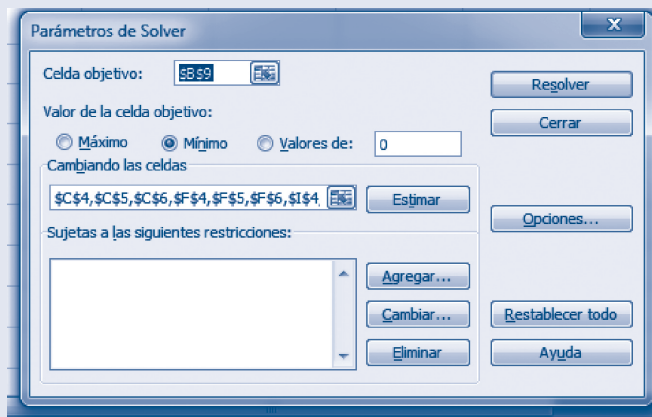 Parámetros de Solver
X
Celda objetivo: $B$9
Resolver
Valor de la celda objetivo:
Cerrar
Máximo Mínimo Valores de: 0
Cambiando las celdas
$C$4,$C$5,$C$6,$F$4,$F$5,$F$6,$I$4, Estimar
Opciones...
Sujetas a las siguientes restricciones:
Agregar...
Cambiar... Restablecer todo
Eliminar Ayuda